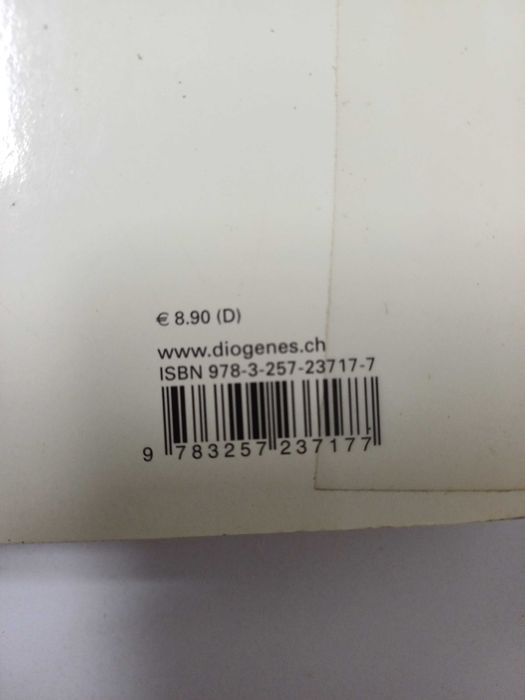 € 8.90 (D)
www.diogenes.ch
ISBN 978-3-257-23717-7
9 783257 237177